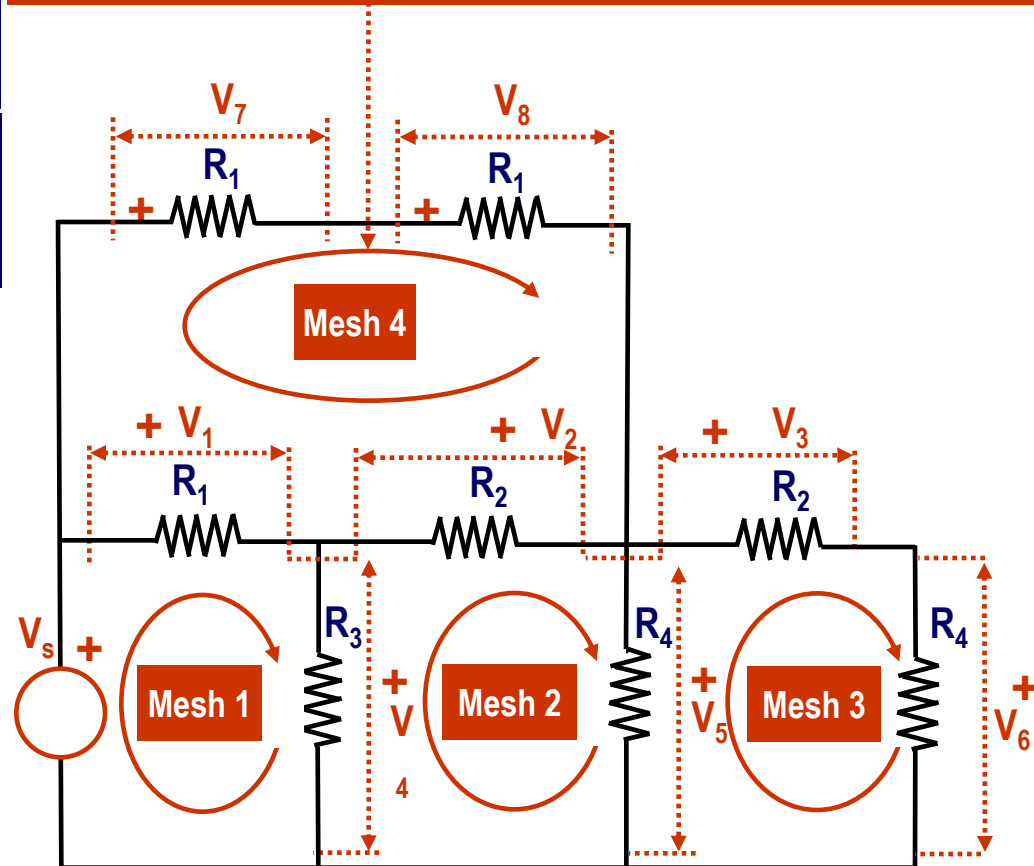 V7 V8
R1 R1
+ +
Mesh 4
+ V1 + V2 + V3
R1 R2 R2
Vs + R3 R4 R4
Mesh 1 + V4 Mesh 2 + V5 Mesh 3 + V6